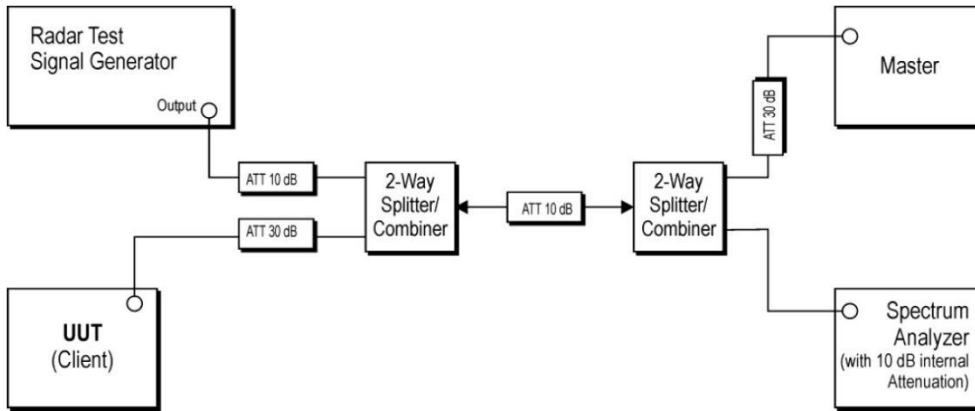 Radar Test
Signal Generator
Output
ATT 10 dB
2-Way
Splitter/
Combiner
ATT 30 dB
UUT
(Client)
ATT 10 dB
2-Way
Splitter/
Combiner
ATT 30 dB
Master
Spectrum
Analyzer
(with 10 dB internal
Attenuation)